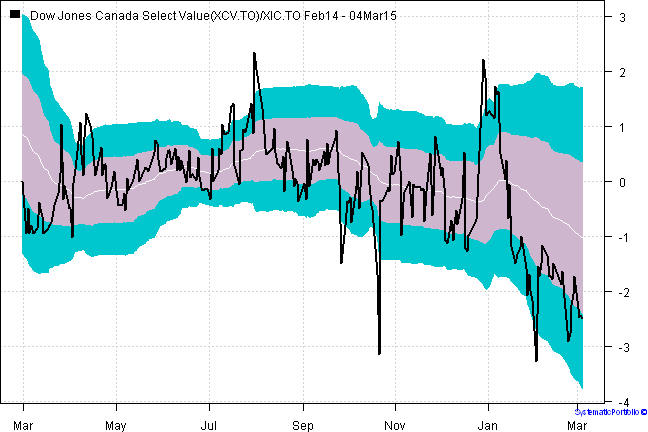 Dow Jones Canada Select Value(XCV.TO)/XIC.TO Feb14 - 04Mar15
3
2
1
0
-1
-2
-3
-4
SystematicPortfolio ©
Mar May Jul Sep Nov Jan Mar